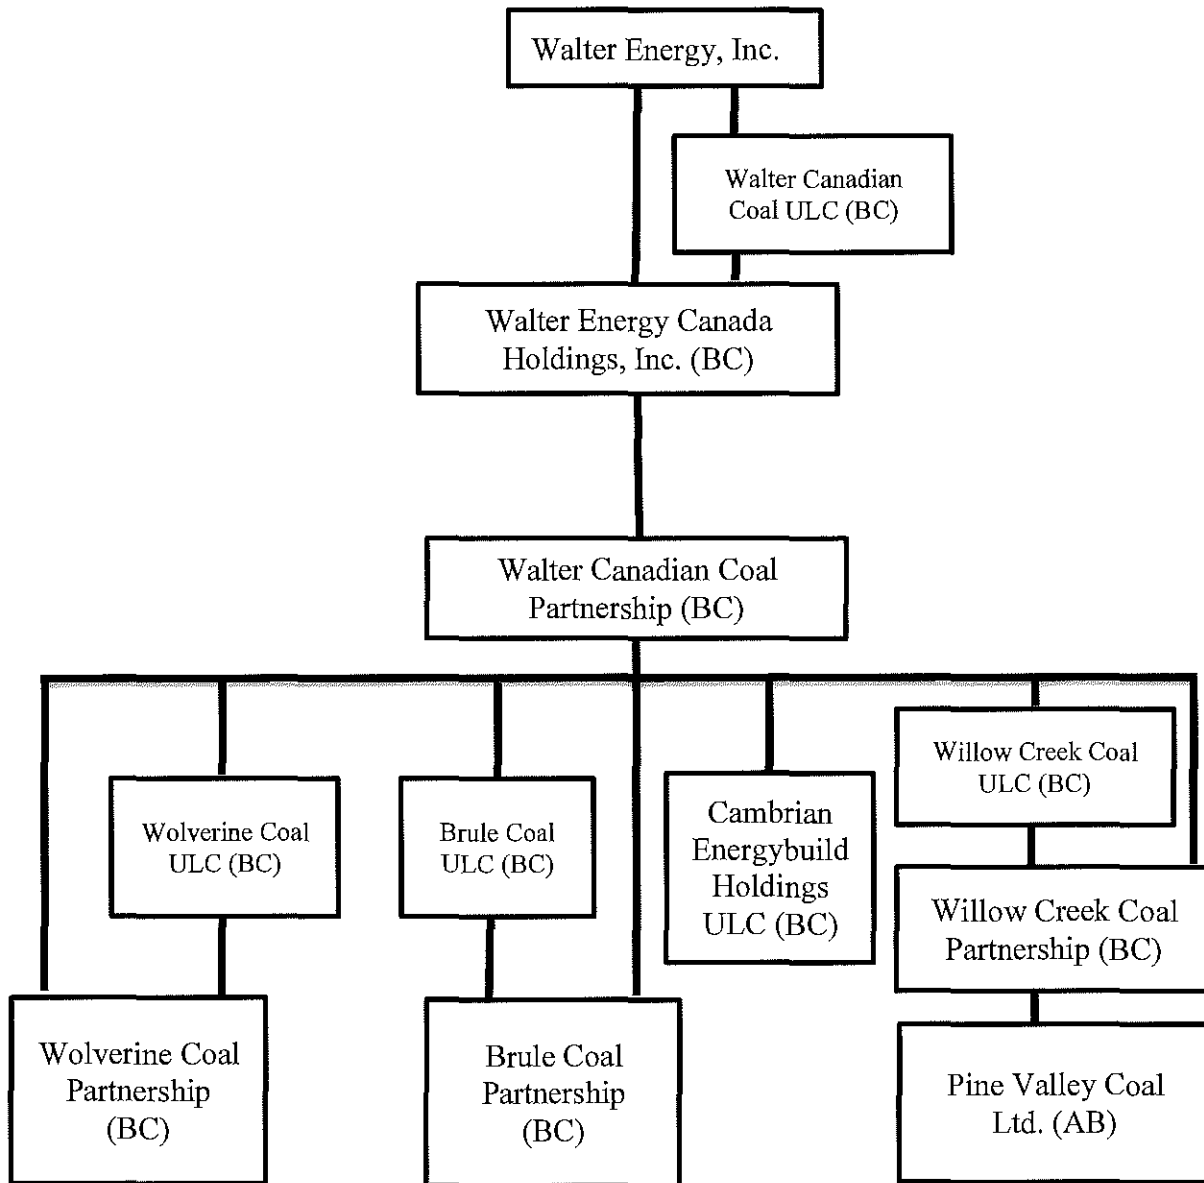 Walter Energy, Inc.
Walter Canadian
Coal ULC (BC)
Walter Energy Canada
Holdings, Inc. (BC)
Walter Canadian Coal
Partnership (BC)
Wolverine Coal
ULC (BC)
Brule Coal
ULC (BC)
Cambrian
Energybuild
Holdings
ULC (BC)
Willow Creek Coal
ULC (BC)
Willow Creek Coal
Partnership (BC)
Wolverine Coal
Partnership
(BC)
Brule Coal
Partnership
(BC)
Pine Valley Coal
Ltd. (AB)